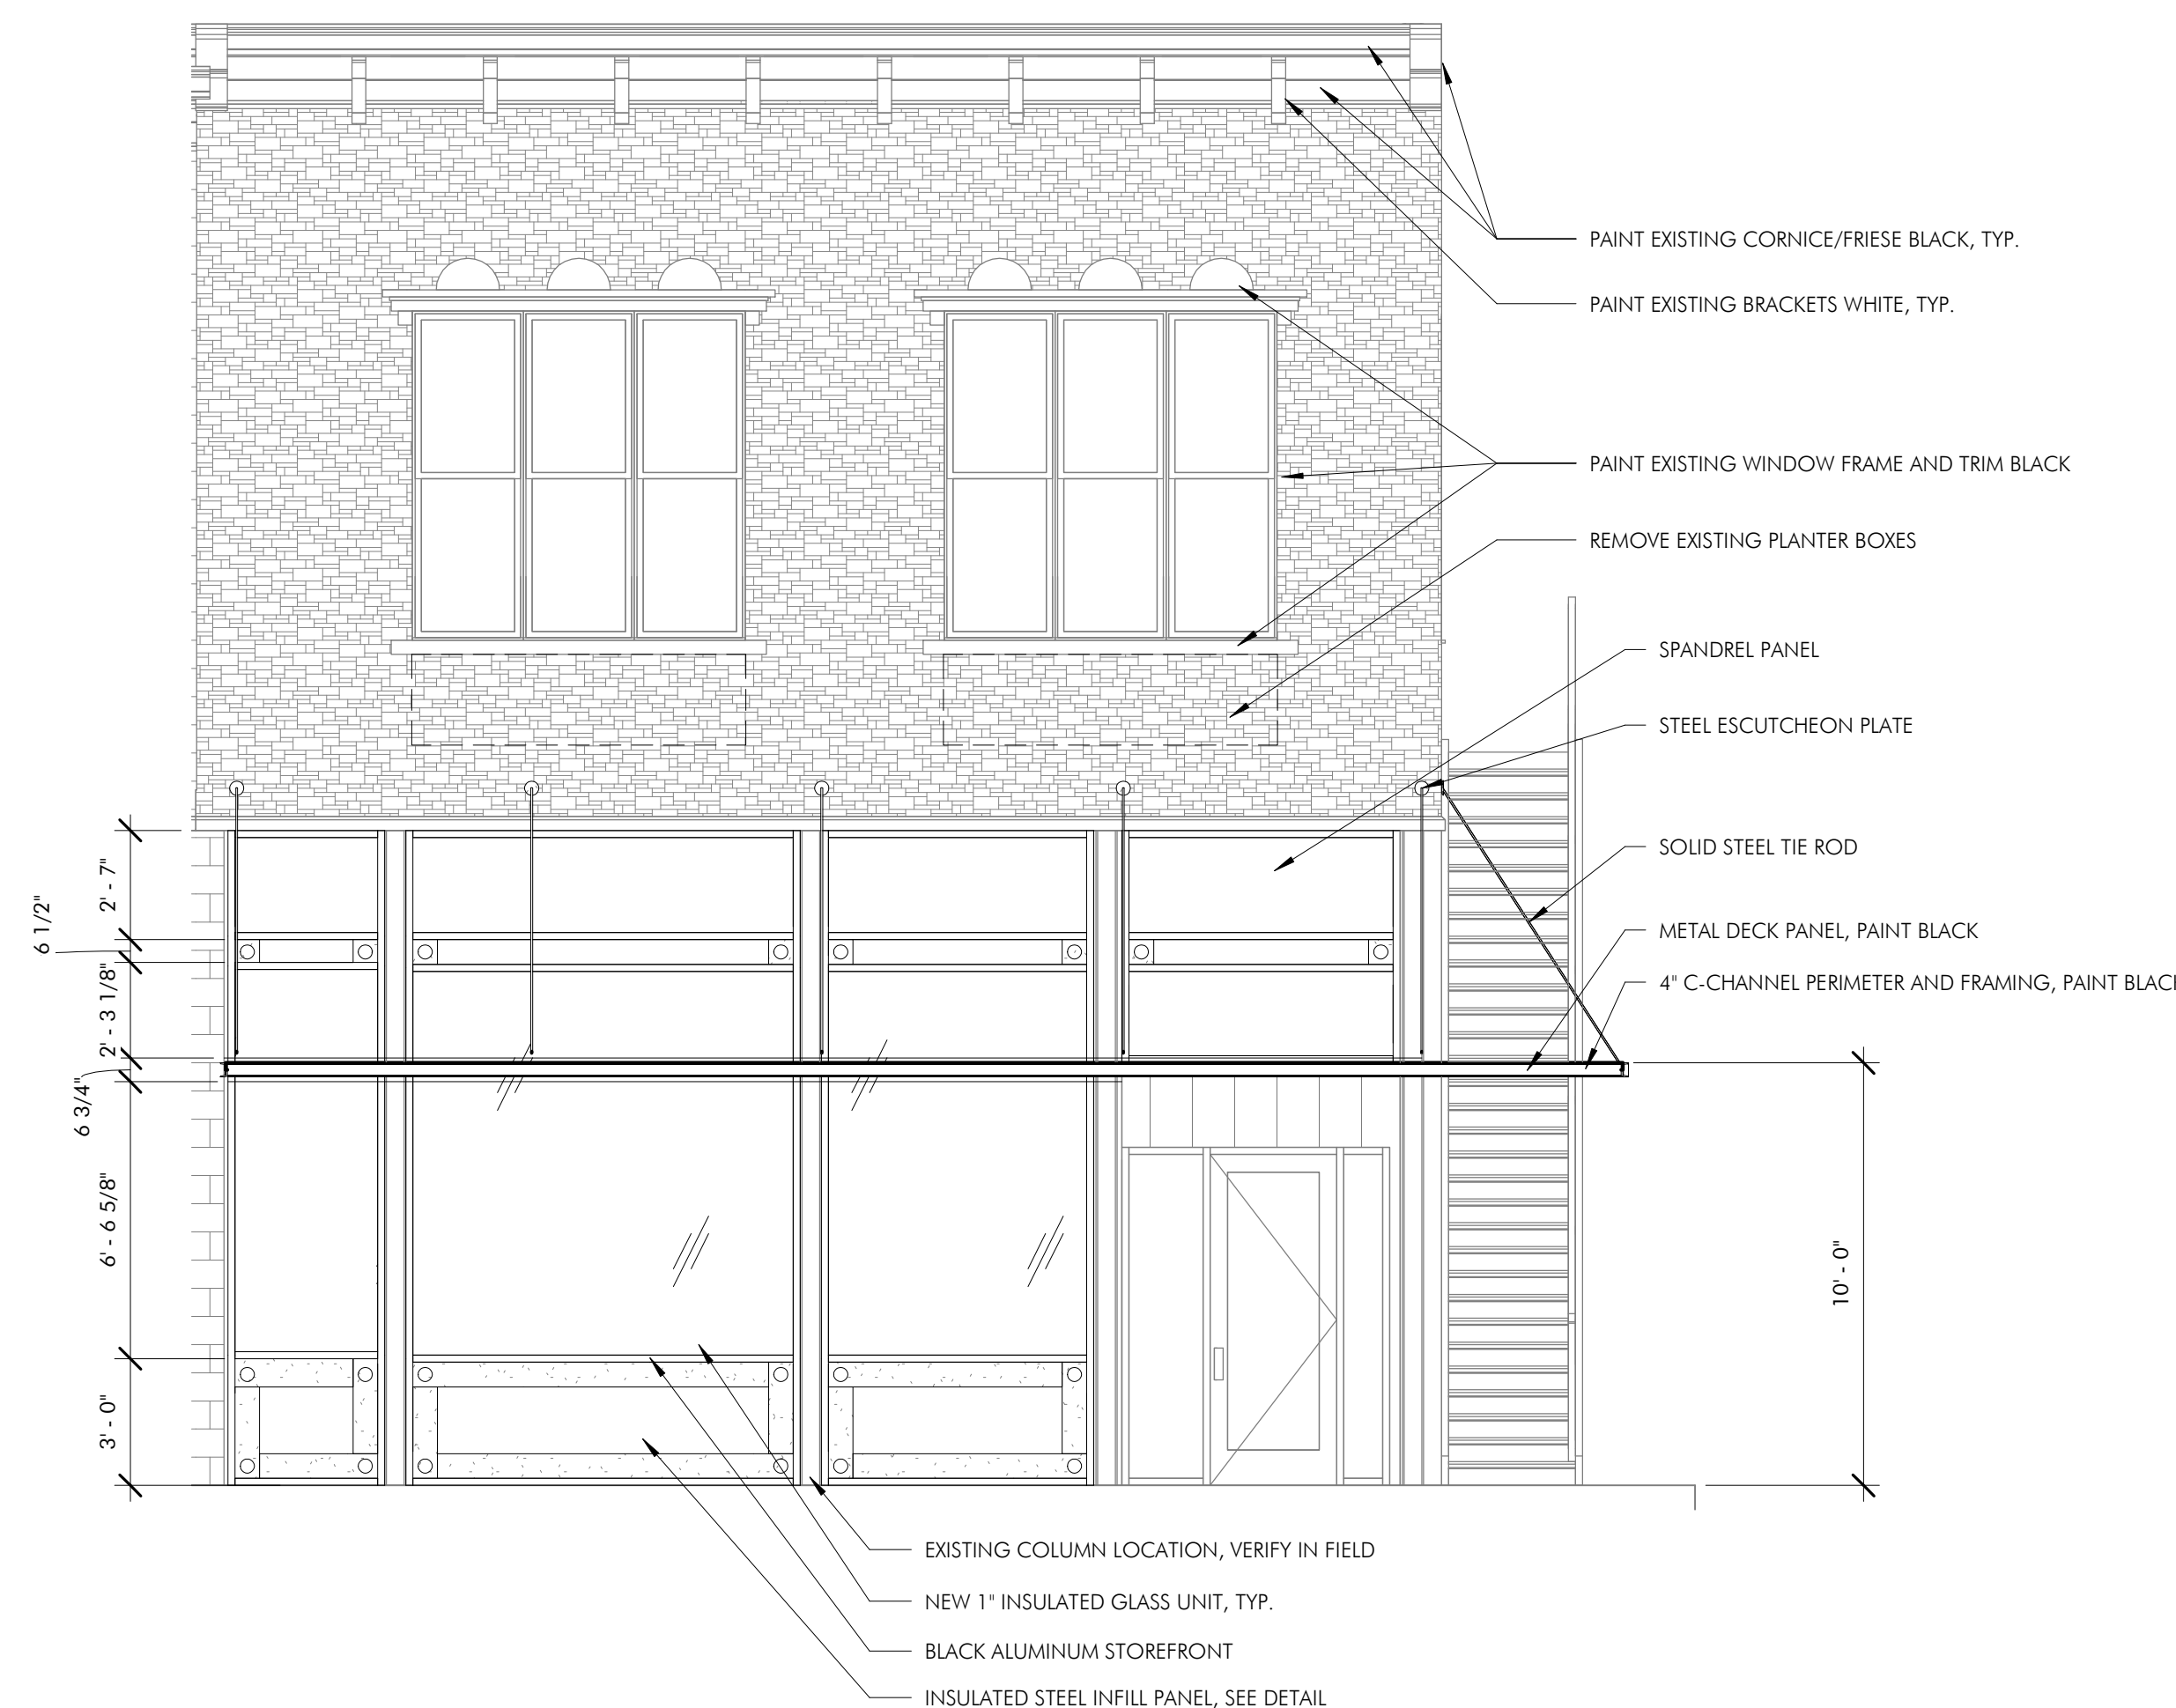 PAINT EXISTING CORNICE/FRIESE BLACK, TYP.
PAINT EXISTING BRACKETS WHITE, TYP.
PAINT EXISTING WINDOW FRAME AND TRIM BLACK
REMOVE EXISTING PLANTER BOXES
SPANDREL PANEL
STEEL ESCUTCHEON PLATE
SOLID STEEL TIE ROD
METAL DECK PANEL, PAINT BLACK
4" C-CHANNEL PERIMETER AND FRAMING, PAINT BLACK
2' - 7"
6 1/2"
2' - 3 1/8"
6 3/4"
6' - 6 5/8"
3' - 0"
10' - 0"
EXISTING COLUMN LOCATION, VERIFY IN FIELD
NEW 1" INSULATED GLASS UNIT, TYP.
BLACK ALUMINUM STOREFRONT
INSULATED STEEL INFILL PANEL, SEE DETAIL